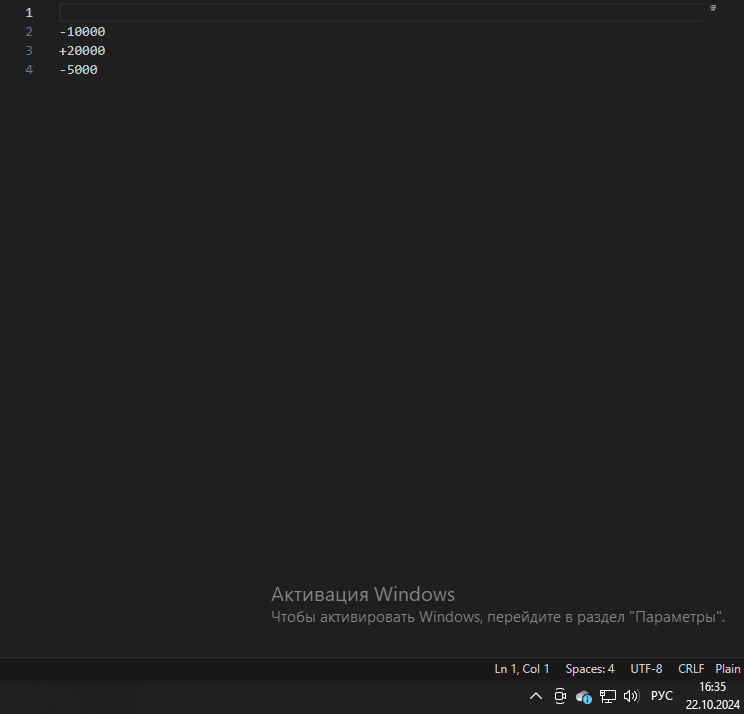 1
2 -10000
3 +20000
4 -5000
Активация Windows
Чтобы активировать Windows, перейдите в раздел "Параметры".
Ln 1, Col 1 Spaces: 4 UTF-8 CRLF Plain
РУС 16:35
22.10.2024